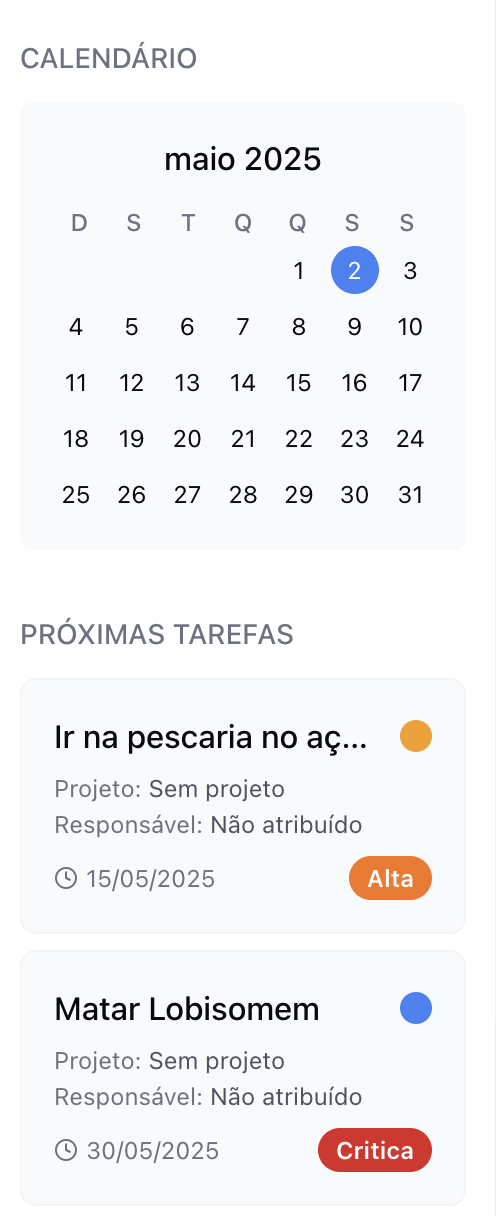 CALENDÁRIO
maio 2025
D S T Q Q S S
1 2 3
4 5 6 7 8 9 10
11 12 13 14 15 16 17
18 19 20 21 22 23 24
25 26 27 28 29 30 31
PRÓXIMAS TAREFAS
Ir na pescaria no aç...
Projeto: Sem projeto
Responsável: Não atribuído
15/05/2025 Alta
Matar Lobisomem
Projeto: Sem projeto
Responsável: Não atribuído
30/05/2025 Critica